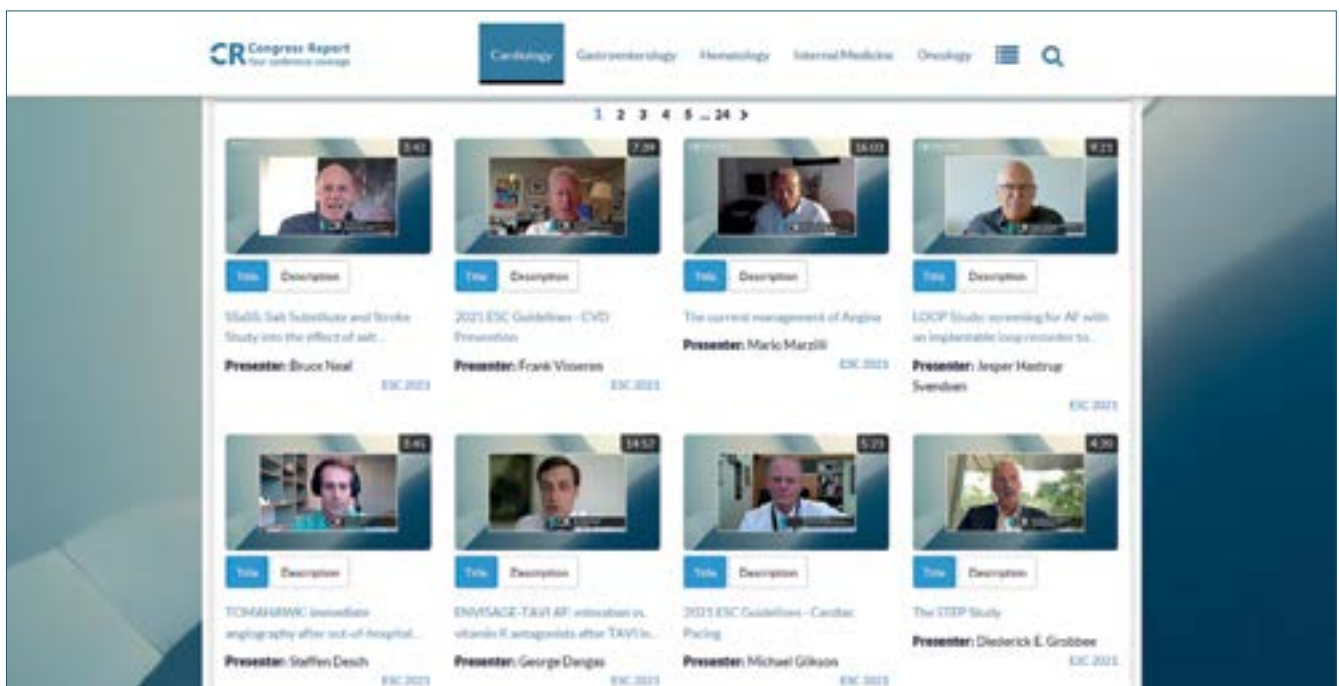 CR Congress Report
Your conference coverage
Cardiology Gastroenterology Hematology Internal Medicine Oncology
1 2 3 4 5 ... 24 >
7:39 16:03 9:21
Title Description Title Description Title Description Title Description
SSaSS: Salt Substitute and Stroke
Study into the effect of salt...
Presenter: Bruce Neal
ESC 2021
2021 ESC Guidelines - CVD
Prevention
Presenter: Frank Visseren
ESC 2021
The current management of Angina
Presenter: Mario Marzilli
ESC 2021
LOOP Study: screening for AF with
an implantable loop recorder to...
Presenter: Jesper Hastrup
Svendsen
ESC 2021
14:57 5:23 4:20
Title Description Title Description Title Description Title Description
TOMAHAWK: immediate
angiography after out-of-hospital...
Presenter: Steffen Desch
ESC 2021
ENVISAGE-TAVI AF: edoxaban vs.
vitamin K antagonists after TAVI in...
Presenter: George Dangas
ESC 2021
2021 ESC Guidelines - Cardiac
Pacing
Presenter: Michael Glikson
ESC 2021
The STEP Study
Presenter: Diederick E. Grobbee
ESC 2021